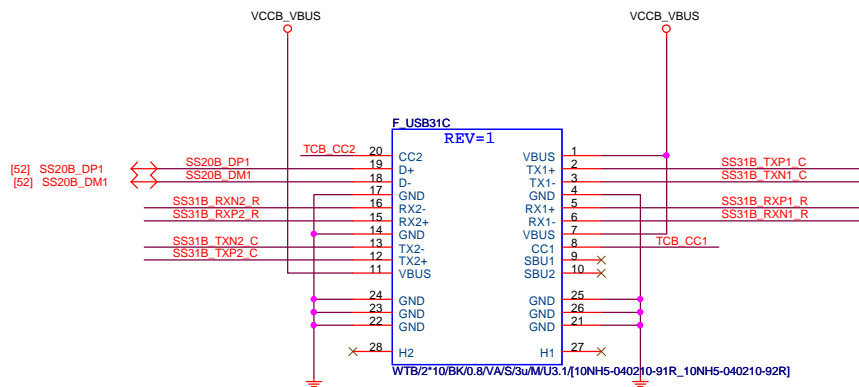 VCCB_VBUS VCCB_VBUS
F_USB31C
REV=1
TCB_CC2 20 CC2 VBUS 1
[52] SS20B_DP1 SS20B_DP1 19 D+ TX1+ 2 SS31B_TXP1_C
[52] SS20B_DM1 SS20B_DM1 18 D- TX1- 3 SS31B_TXN1_C
17 GND GND 4
SS31B_RXN2_R 16 RX2- RX1+ 5 SS31B_RXP1_R
SS31B_RXP2_R 15 RX2+ RX1- 6 SS31B_RXN1_R
14 GND VBUS 7
SS31B_TXN2_C 13 TX2- CC1 8 TCB_CC1
SS31B_TXP2_C 12 TX2+ SBU1 9
11 VBUS SBU2 10
24 GND GND 25
23 GND GND 26
22 GND GND 21
28 H2 H1 27
WTB/2*10/BK/0.8/VA/S/3u/M/U3.1/[10NH5-040210-91R_10NH5-040210-92R]